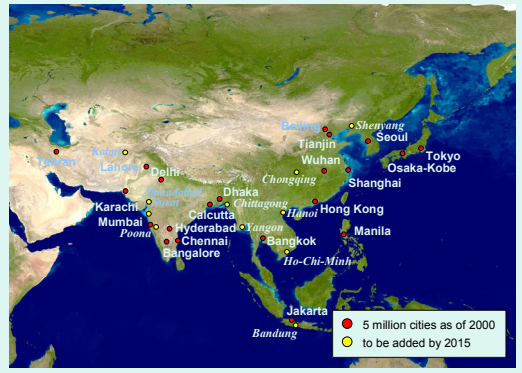 Beijing
Shenyang
Tianjin
Seoul
Tehran
Kabul
Lahore
Delhi
Wuhan
Tokyo
Osaka-Kobe
Chongqing
Shanghai
Dhaka
Ahmadabad
Surat
Chittagong
Karachi
Calcutta
Hanoi
Hong Kong
Mumbai
Hyderabad
Yangon
Poona
Manila
Chennai
Bangkok
Bangalore
Ho-Chi-Minh
Jakarta
Bandung
5 million cities as of 2000
to be added by 2015